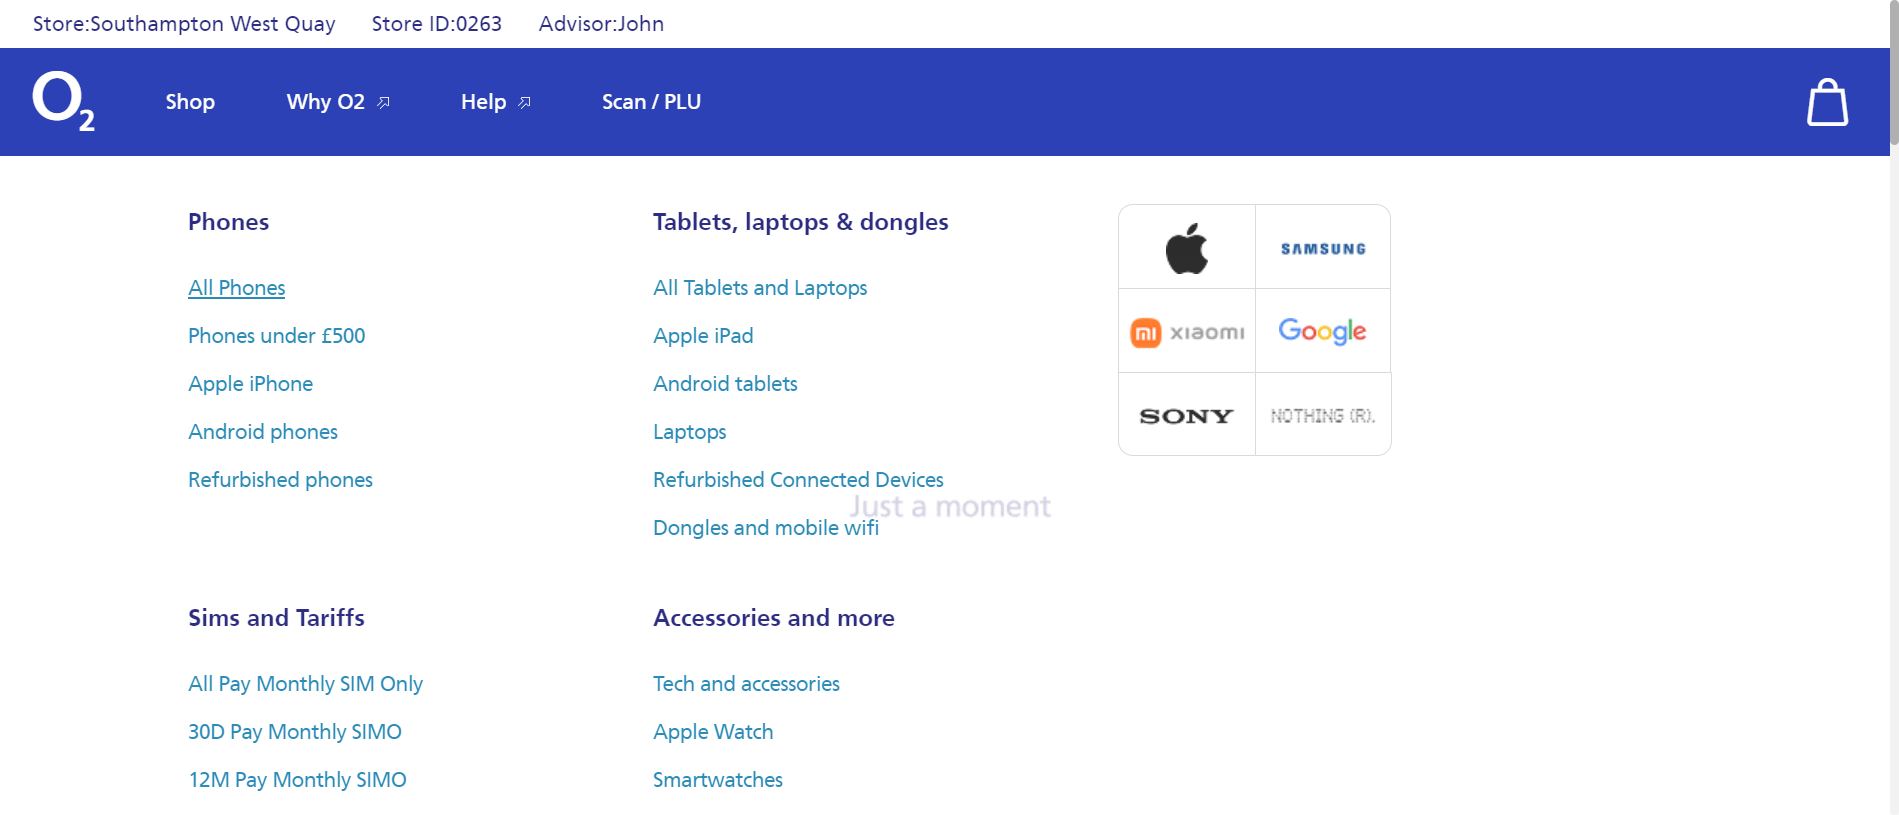 Store:Southampton West Quay Store ID:0263 Advisor:John
O2 Shop Why O2 Help Scan / PLU
Phones
All Phones
Phones under £500
Apple iPhone
Android phones
Refurbished phones
Tablets, laptops & dongles
All Tablets and Laptops
Apple iPad
Android tablets
Laptops
Refurbished Connected Devices
Just a moment
Dongles and mobile wifi
SAMSUNG
mi xiaomi
Google
SONY
NOTHING (R).
Sims and Tariffs
All Pay Monthly SIM Only
30D Pay Monthly SIMO
12M Pay Monthly SIMO
Accessories and more
Tech and accessories
Apple Watch
Smartwatches